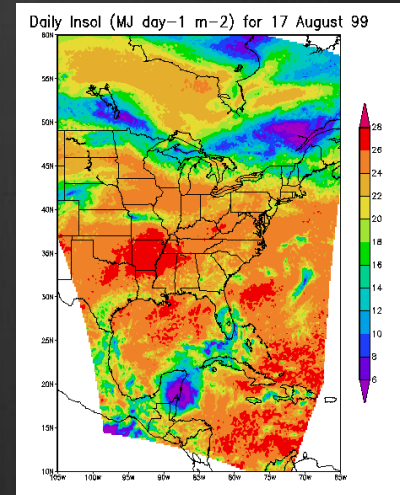 Daily Insol (MJ day-1 m-2) for 17 August 99
60N
55N
50N
45N
40N
35N
30N
25N
20N
15N
10N
105W 100W 95W 90W 85W 80W 75W 70W 65W
28
26
24
22
20
18
16
14
12
10
8
6